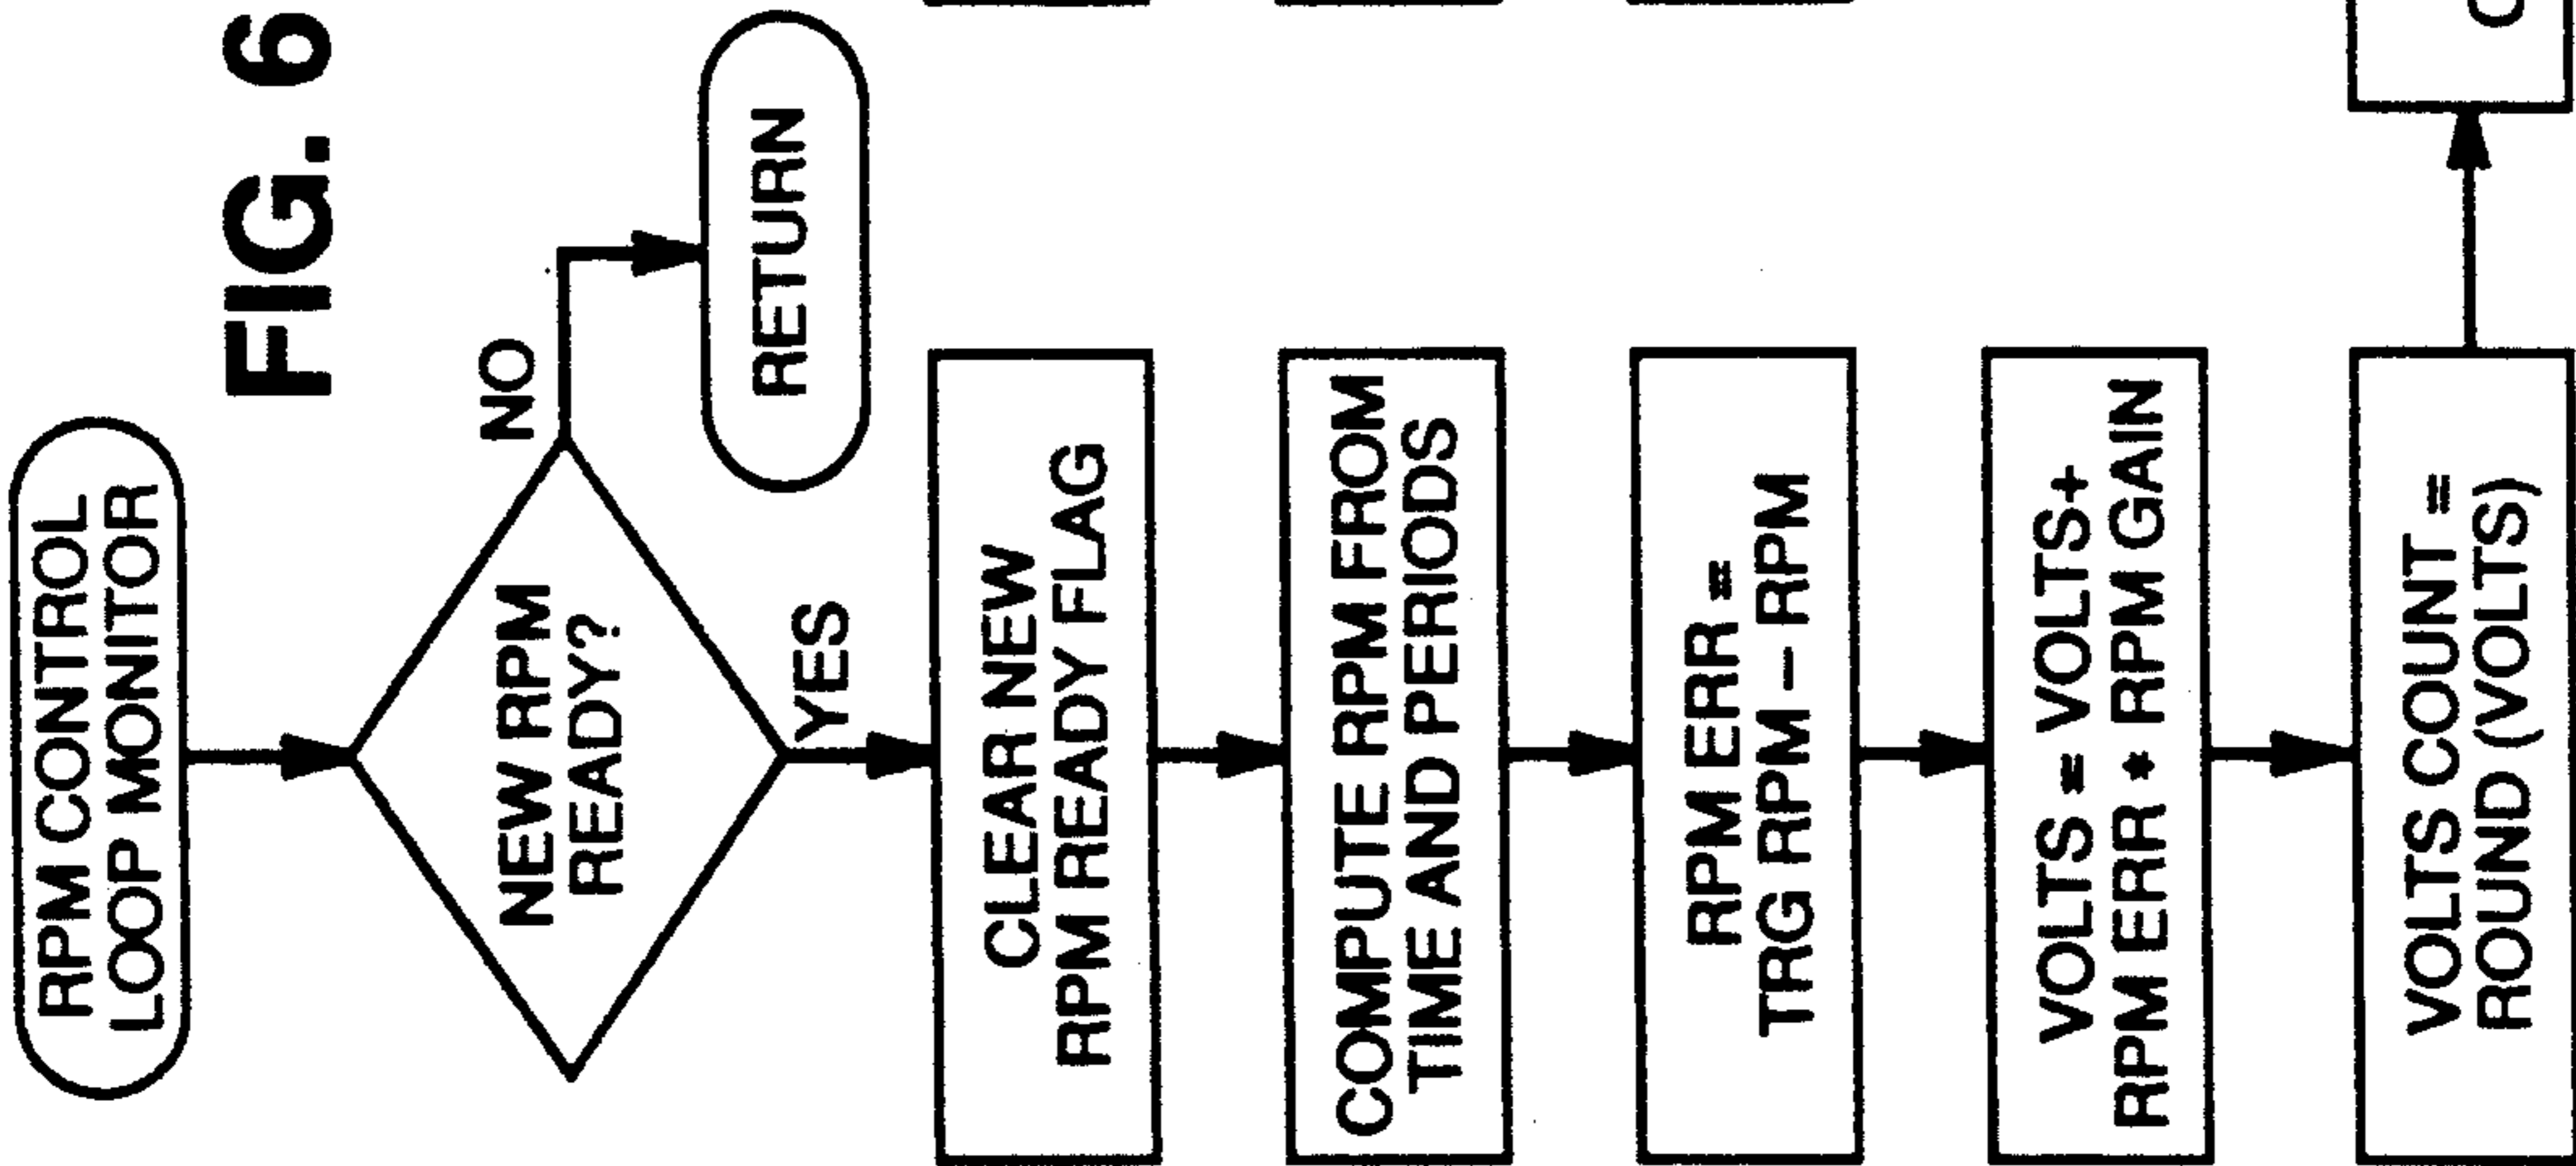 FIG. 6
RPM CONTROL
LOOP MONITOR
NEW RPM
READY?
NO
RETURN
YES
CLEAR NEW
RPM READY FLAG
COMPUTE RPM FROM
TIME AND PERIODS
RPM ERR =
TRG RPM – RPM
VOLTS = VOLTS+
RPM ERR * RPM GAIN
VOLTS COUNT =
ROUND (VOLTS)